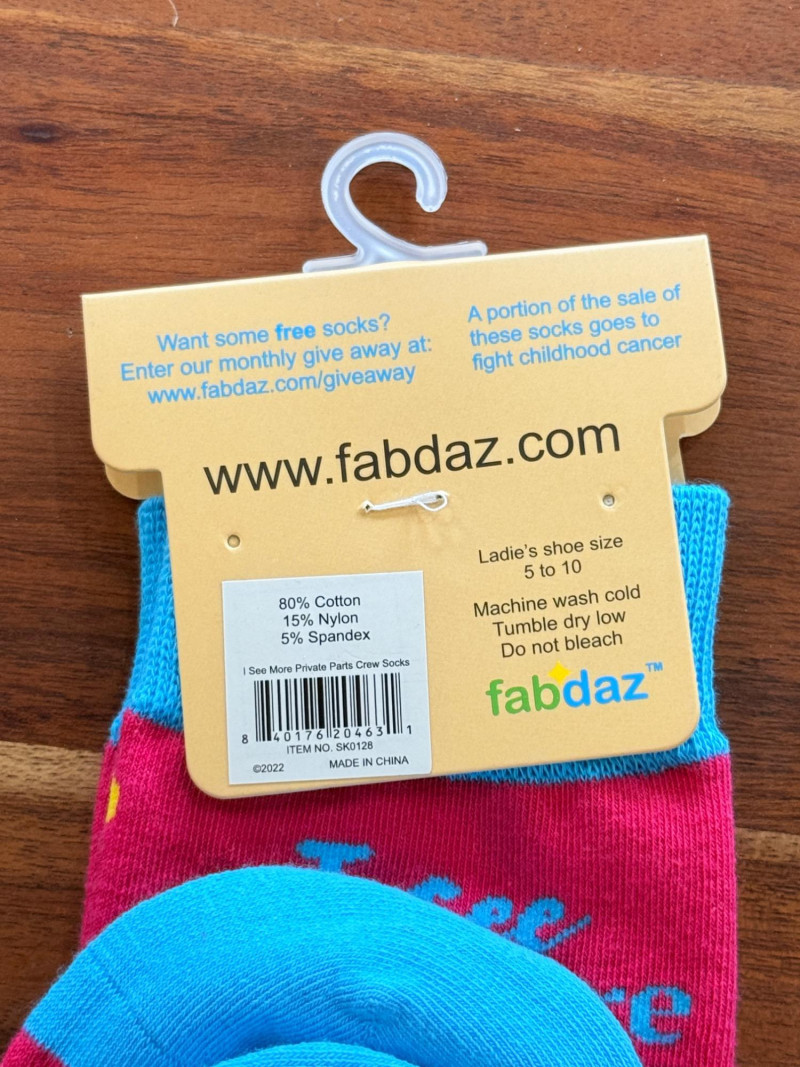 Want some free socks?
Enter our monthly give away at:
www.fabdaz.com/giveaway
A portion of the sale of
these socks goes to
fight childhood cancer
www.fabdaz.com
Ladie's shoe size
5 to 10
Machine wash cold
Tumble dry low
Do not bleach
fabdaz™
80% Cotton
15% Nylon
5% Spandex
I See More Private Parts Crew Socks
8 40176 20463 1
ITEM NO. SK0128
©2022 MADE IN CHINA
I see